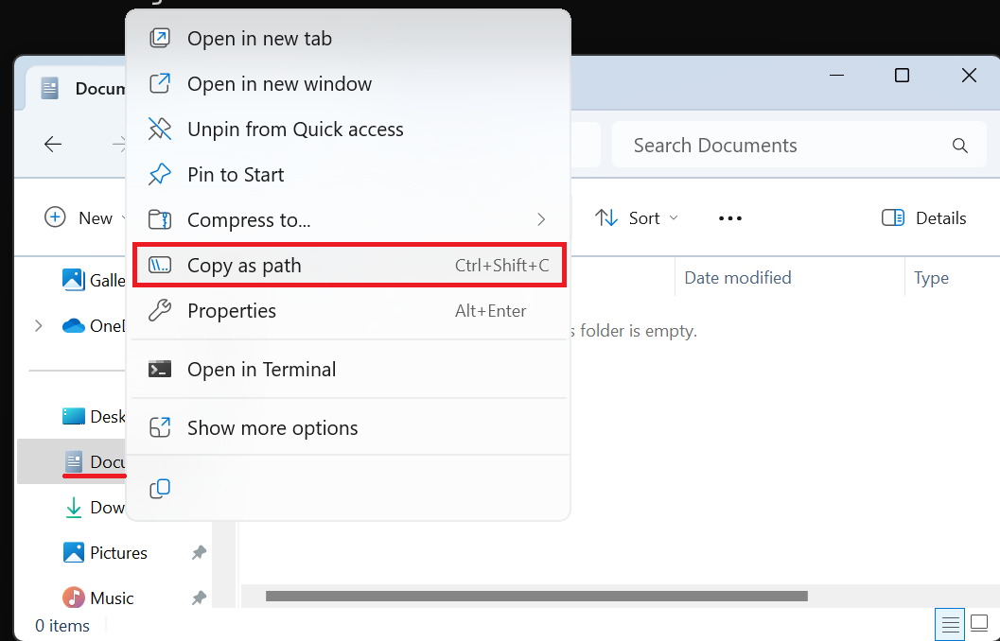 Open in new tab
Open in new window
Unpin from Quick access
Pin to Start
Compress to...
Copy as path Ctrl+Shift+C
Properties Alt+Enter
Open in Terminal
Show more options
Docum
Search Documents
New
Sort
Details
Date modified
Type
s folder is empty.
Galle
OneD
Desk
Docu
Dow
Pictures
Music
0 items